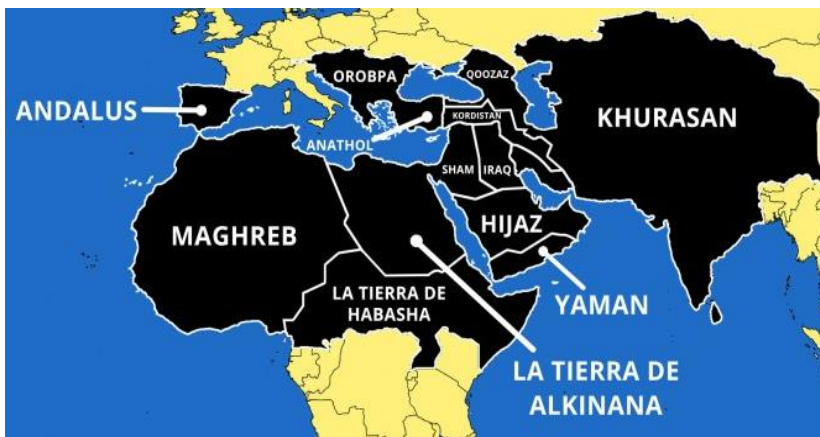 OROBPA
QOOZAZ
ANDALUS
KORDISTAN
KHURASAN
ANATHOL
SHAM
IRAQ
HIJAZ
MAGHREB
LA TIERRA DE
HABASHA
YAMAN
LA TIERRA DE
ALKINANA